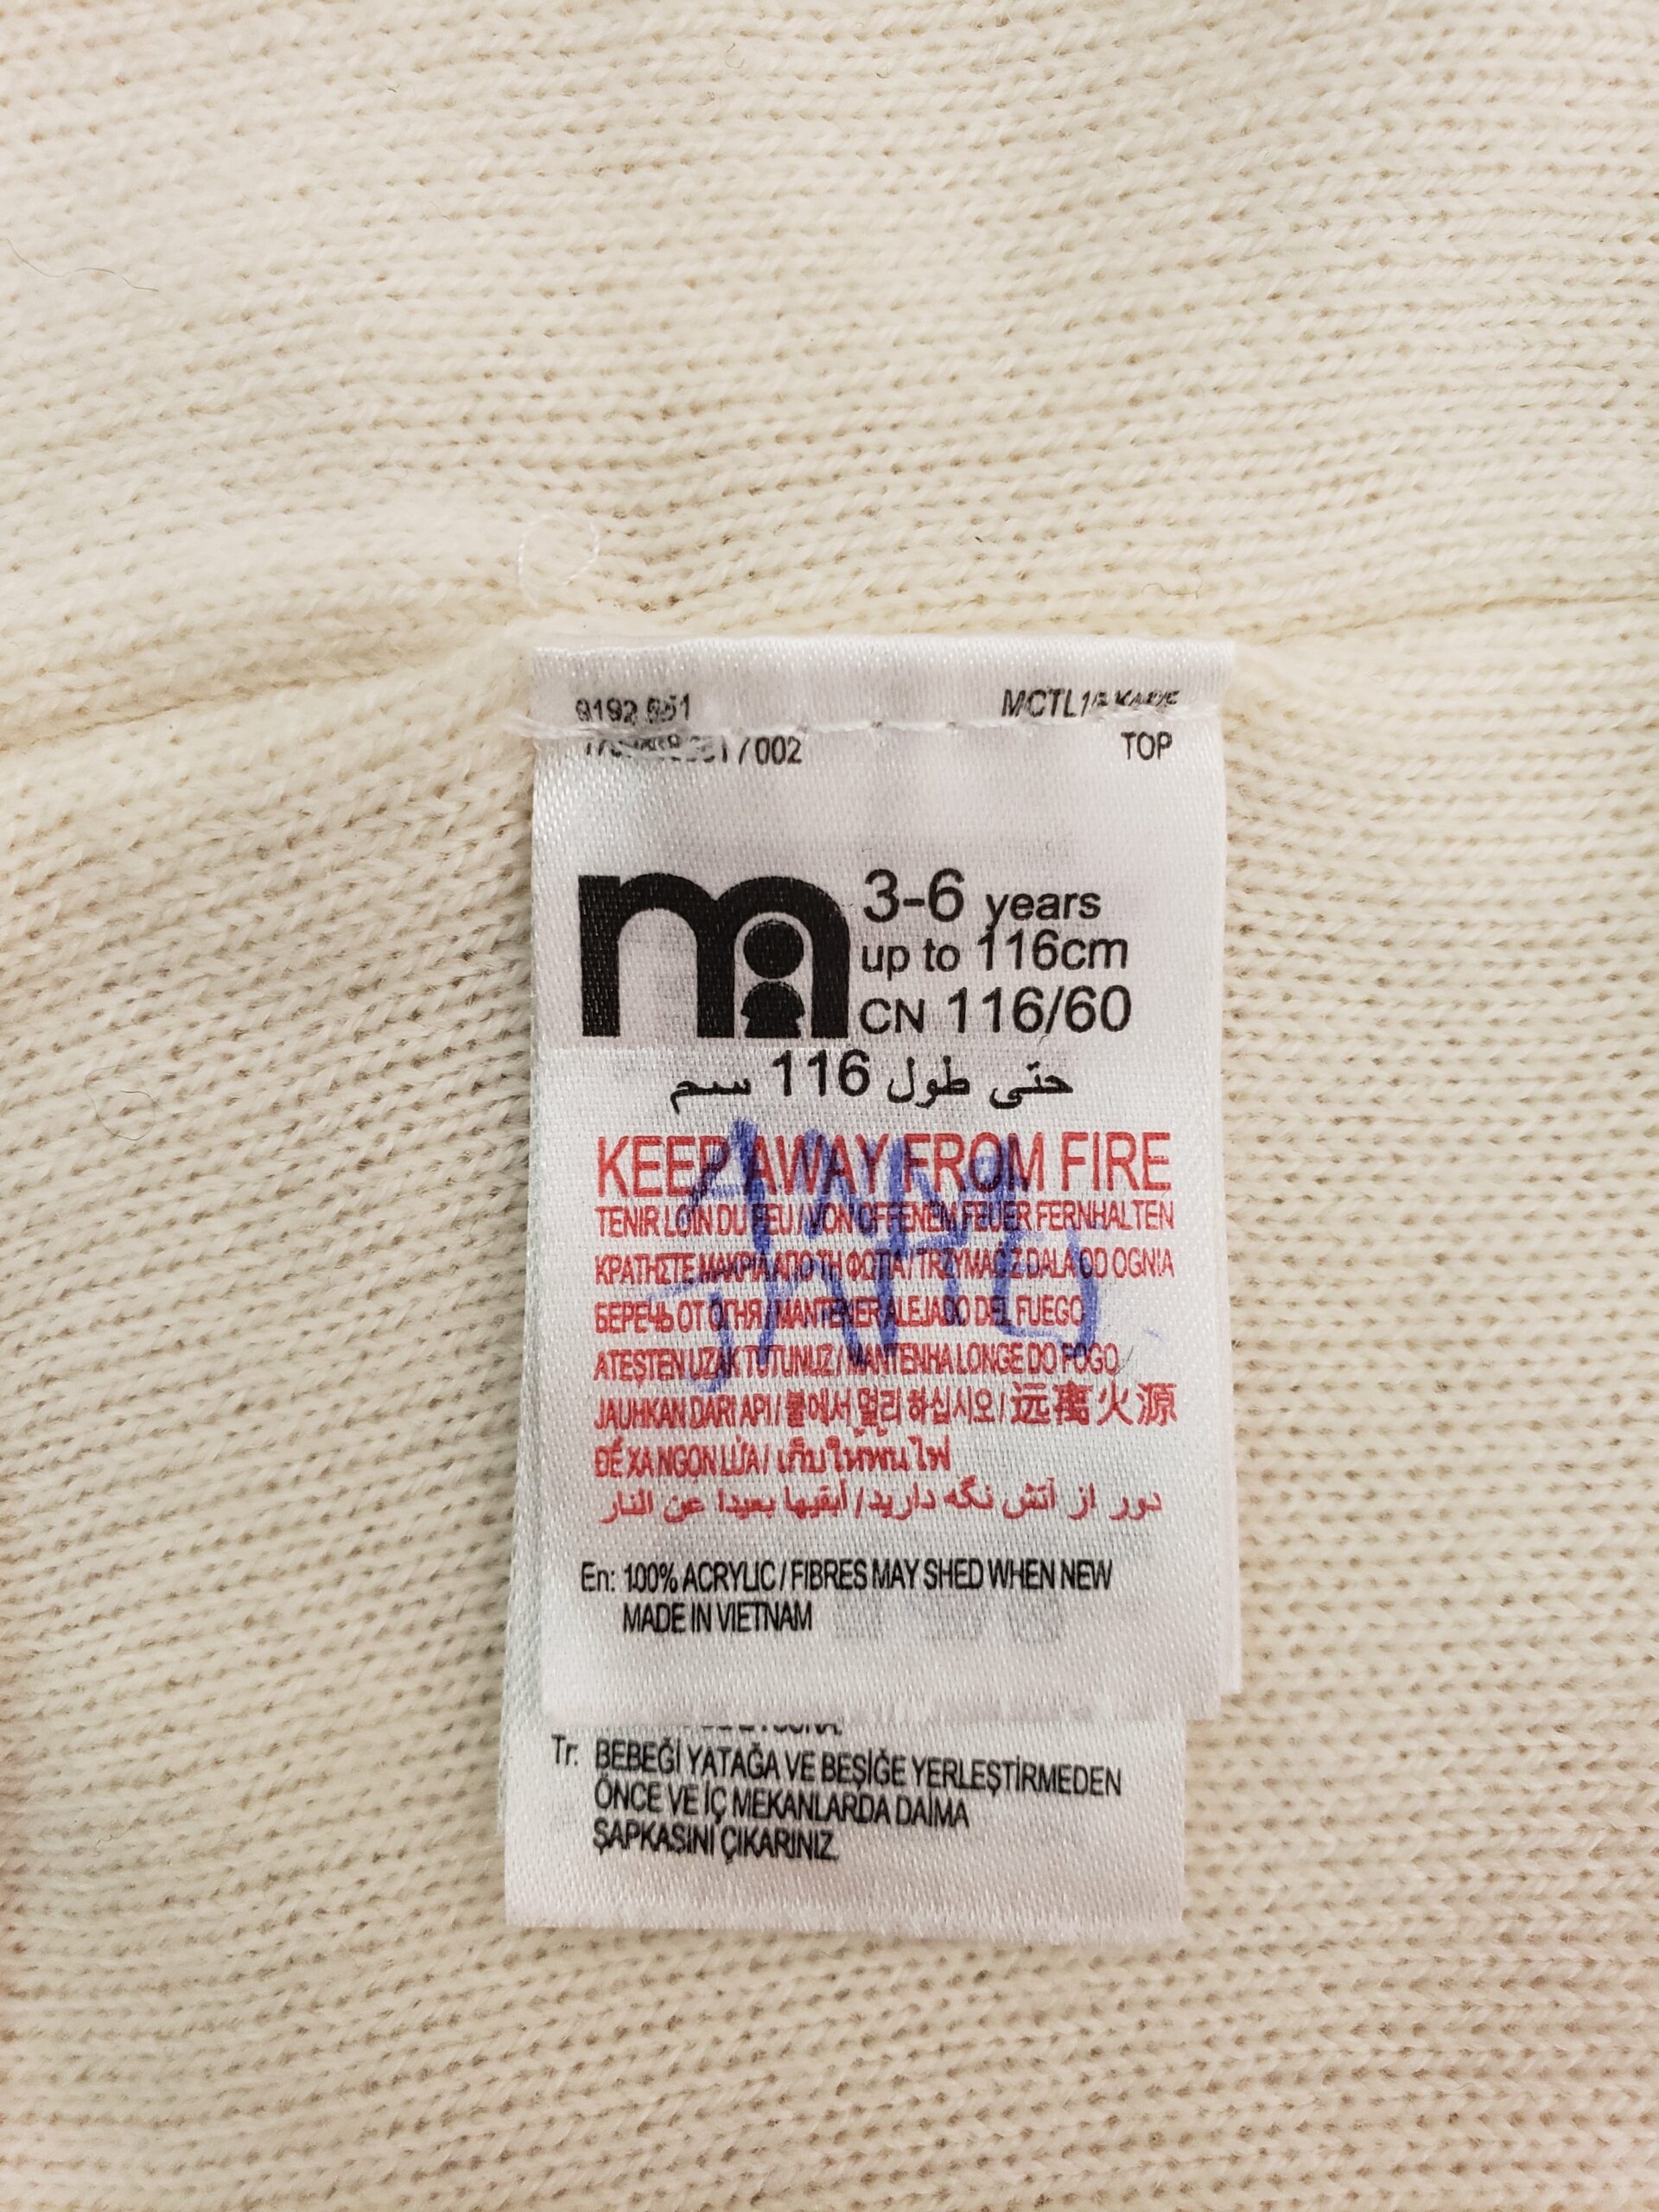 /002
TOP
3-6 years
up to 116cm
CN 116/60
حتى طول 116 سم
KEEP AWAY FROM FIRE
TENIR LOIN DU FEU / VON OFFENEM FEUER FERNHALTEN
ΚΡΑΤΗΣΤΕ ΜΑΚΡΙΑ ΑΠΟ ΤΗ ΦΩΤΙΑ / TRZYMAĆ Z DALA OD OGNIA
БЕРЕЧЬ ОТ ОГНЯ / MANTENER ALEJADO DEL FUEGO
ATEŞTEN UZAK TUTUNUZ / MANTENHA LONGE DO FOGO
JAUHKAN DARI API / 불에서 멀리 하십시오 / 远离火源
ĐỂ XA NGỌN LỬA / เก็บให้พ้นไฟ
دور از آتش نگه دارید / أبقيها بعيدا عن النار
En: 100% ACRYLIC / FIBRES MAY SHED WHEN NEW
MADE IN VIETNAM
Tr: BEBEĞİ YATAĞA VE BEŞİĞE YERLEŞTİRMEDEN
ÖNCE VE İÇ MEKANLARDA DAİMA
ŞAPKASINI ÇIKARINIZ.